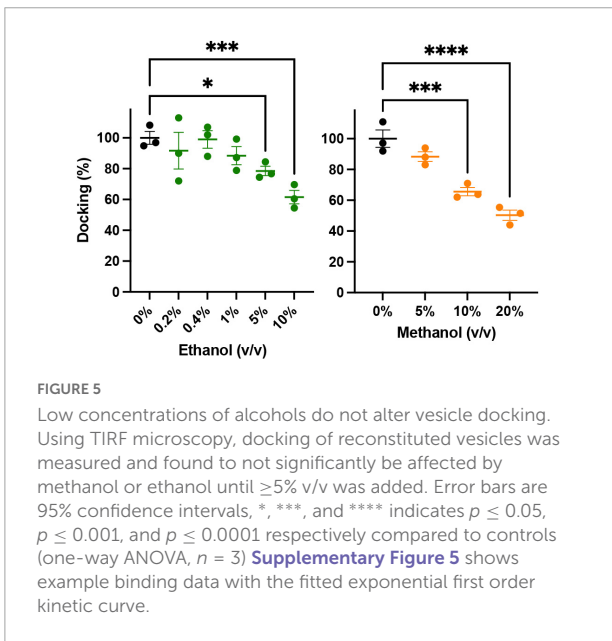 ***
*
****
***
Docking (%)
100
80
60
40
20
0
0%
0.2%
0.4%
1%
5%
10%
Ethanol (v/v)
100
80
60
40
20
0
0%
5%
10%
20%
Methanol (v/v)
FIGURE 5
Low concentrations of alcohols do not alter vesicle docking.
Using TIRF microscopy, docking of reconstituted vesicles was
measured and found to not significantly be affected by
methanol or ethanol until ≥5% v/v was added. Error bars are
95% confidence intervals, *, ***, and **** indicates p ≤ 0.05,
p ≤ 0.001, and p ≤ 0.0001 respectively compared to controls
(one-way ANOVA, n = 3) Supplementary Figure 5 shows
example binding data with the fitted exponential first order
kinetic curve.